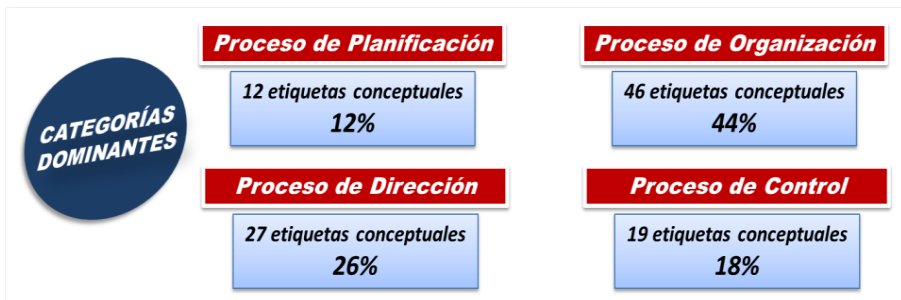 CATEGORÍAS
DOMINANTES
Proceso de Planificación
12 etiquetas conceptuales
12%
Proceso de Organización
46 etiquetas conceptuales
44%
Proceso de Dirección
27 etiquetas conceptuales
26%
Proceso de Control
19 etiquetas conceptuales
18%